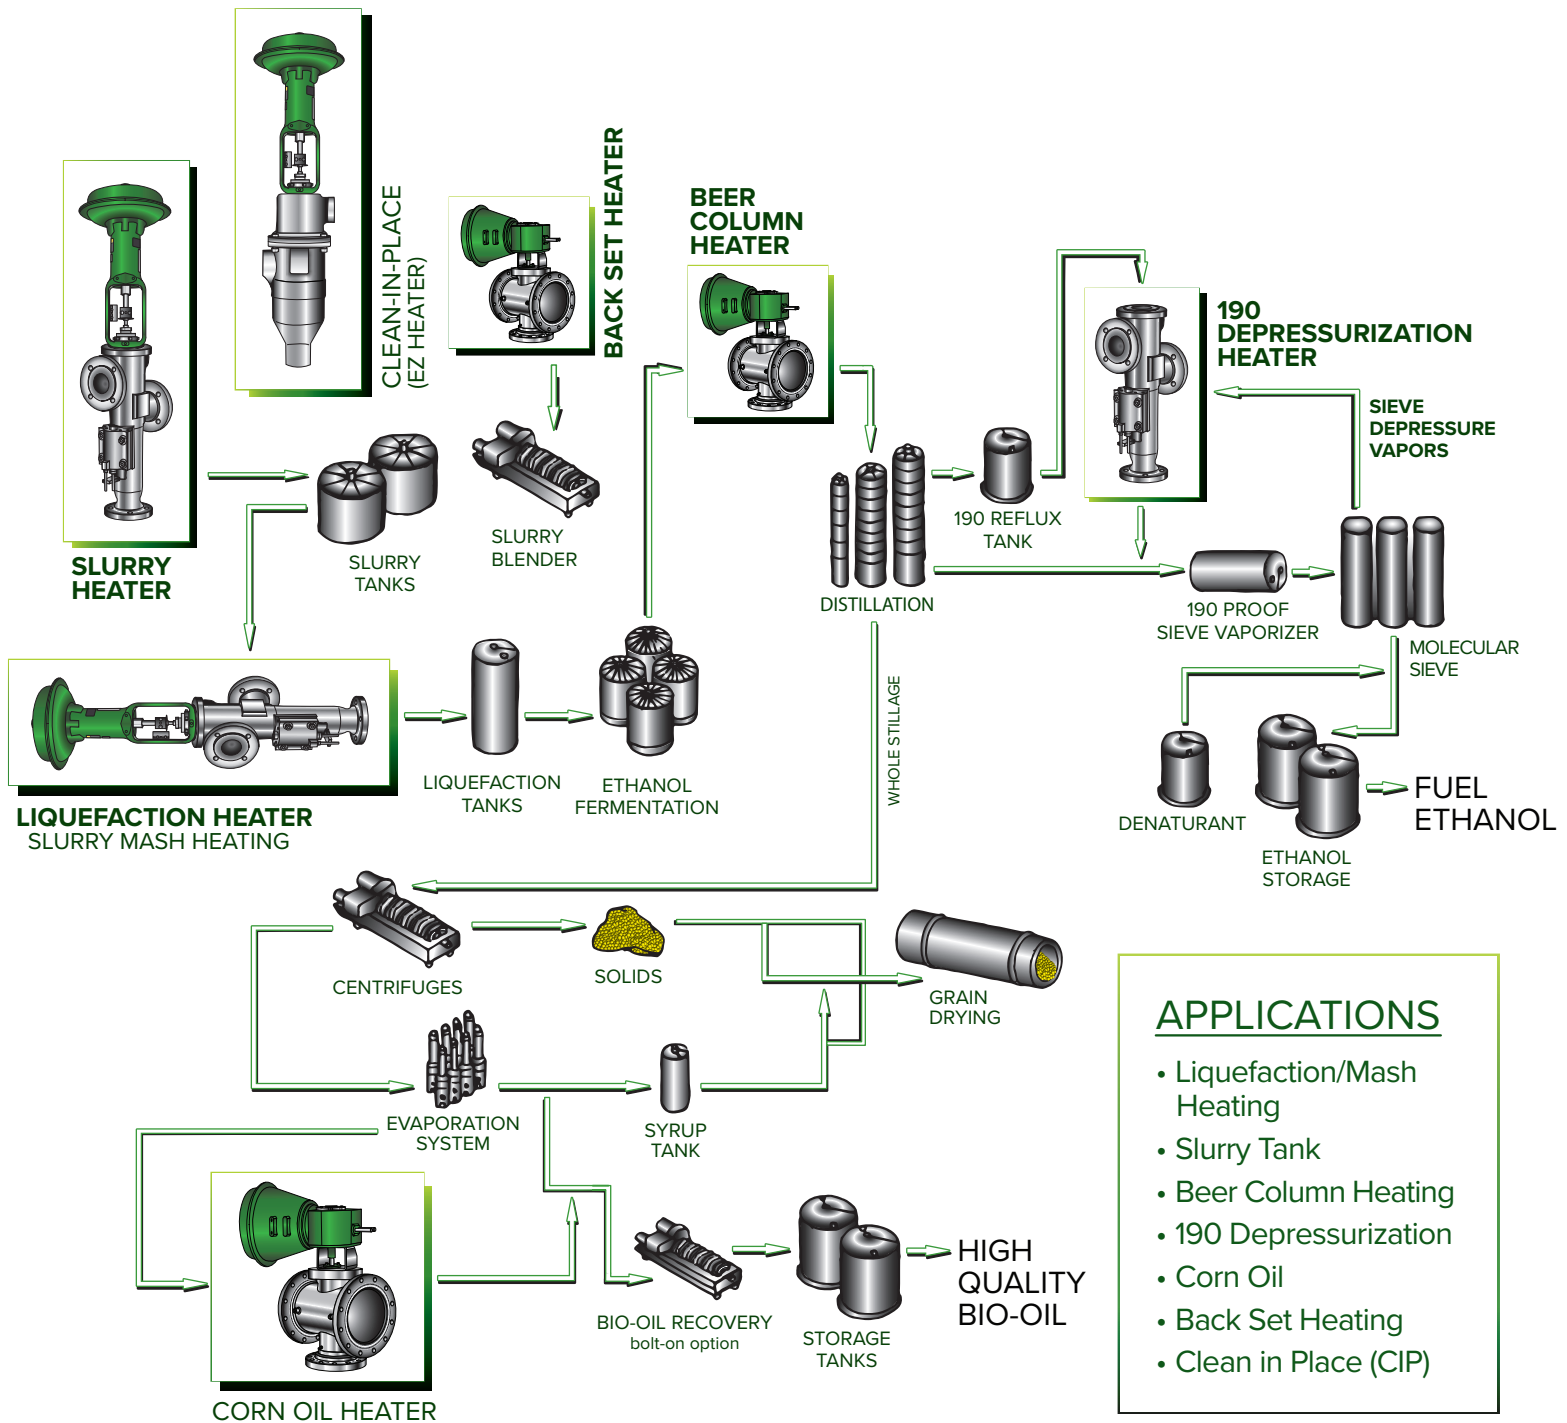 CLEAN-IN-PLACE
(EZ HEATER)
BACK SET HEATER
BEER
COLUMN
HEATER
190
DEPRESSURIZATION
HEATER
SIEVE
DEPRESSURE
VAPORS
SLURRY
HEATER
SLURRY
TANKS
SLURRY
BLENDER
190 REFLUX
TANK
DISTILLATION
190 PROOF
SIEVE VAPORIZER
MOLECULAR
SIEVE
WHOLE STILLAGE
LIQUEFACTION HEATER
SLURRY MASH HEATING
LIQUEFACTION
TANKS
ETHANOL
FERMENTATION
DENATURANT
ETHANOL
STORAGE
FUEL
ETHANOL
CENTRIFUGES
SOLIDS
GRAIN
DRYING
EVAPORATION
SYSTEM
SYRUP
TANK
CORN OIL HEATER
BIO-OIL RECOVERY
bolt-on option
STORAGE
TANKS
HIGH
QUALITY
BIO-OIL
APPLICATIONS
• Liquefaction/Mash
Heating
• Slurry Tank
• Beer Column Heating
• 190 Depressurization
• Corn Oil
• Back Set Heating
• Clean in Place (CIP)